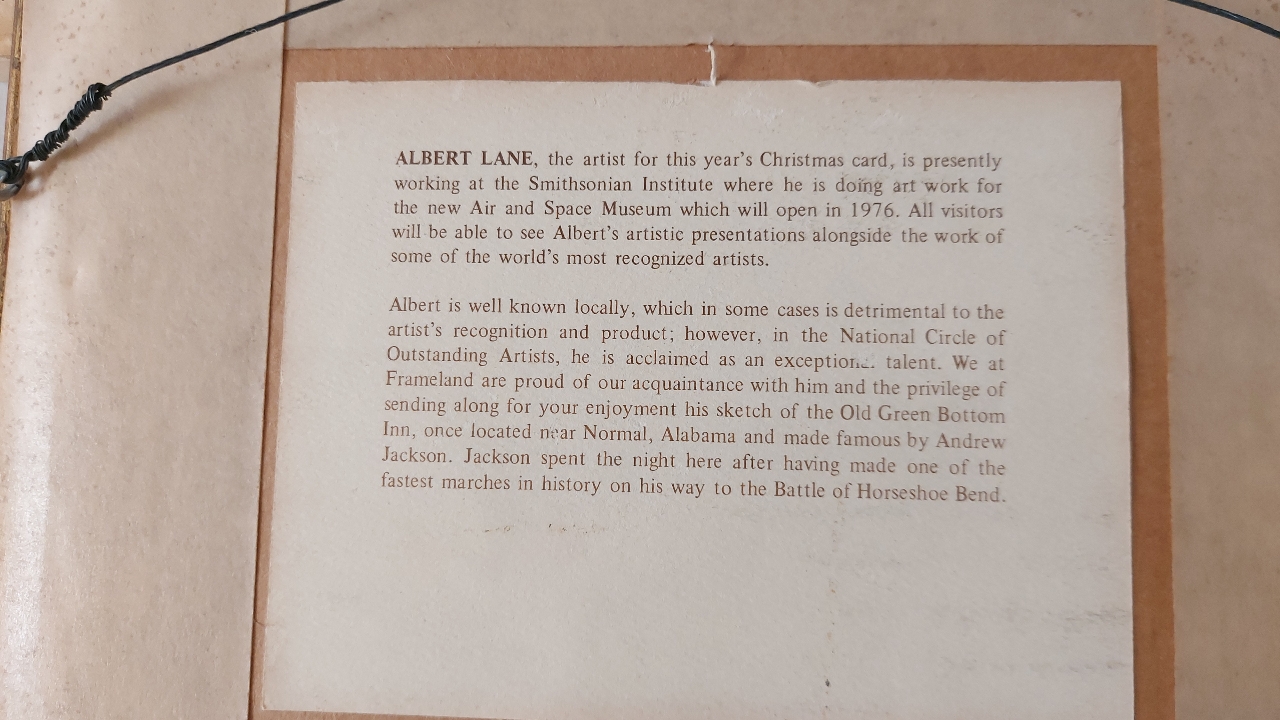 ALBERT LANE, the artist for this year's Christmas card, is presently
working at the Smithsonian Institute where he is doing art work for
the new Air and Space Museum which will open in 1976. All visitors
will be able to see Albert's artistic presentations alongside the work of
some of the world's most recognized artists.
Albert is well known locally, which in some cases is detrimental to the
artist's recognition and product; however, in the National Circle of
Outstanding Artists, he is acclaimed as an talent. We at
Frameland are proud of our acquaintance with him and the privilege of
sending along for your enjoyment his sketch of the Old Green Bottom
Inn, once located near Normal, Alabama and made famous by Andrew
Jackson. Jackson spent the night here after having made one of the
fastest marches in history on his way to the Battle of Horseshoe Bend.